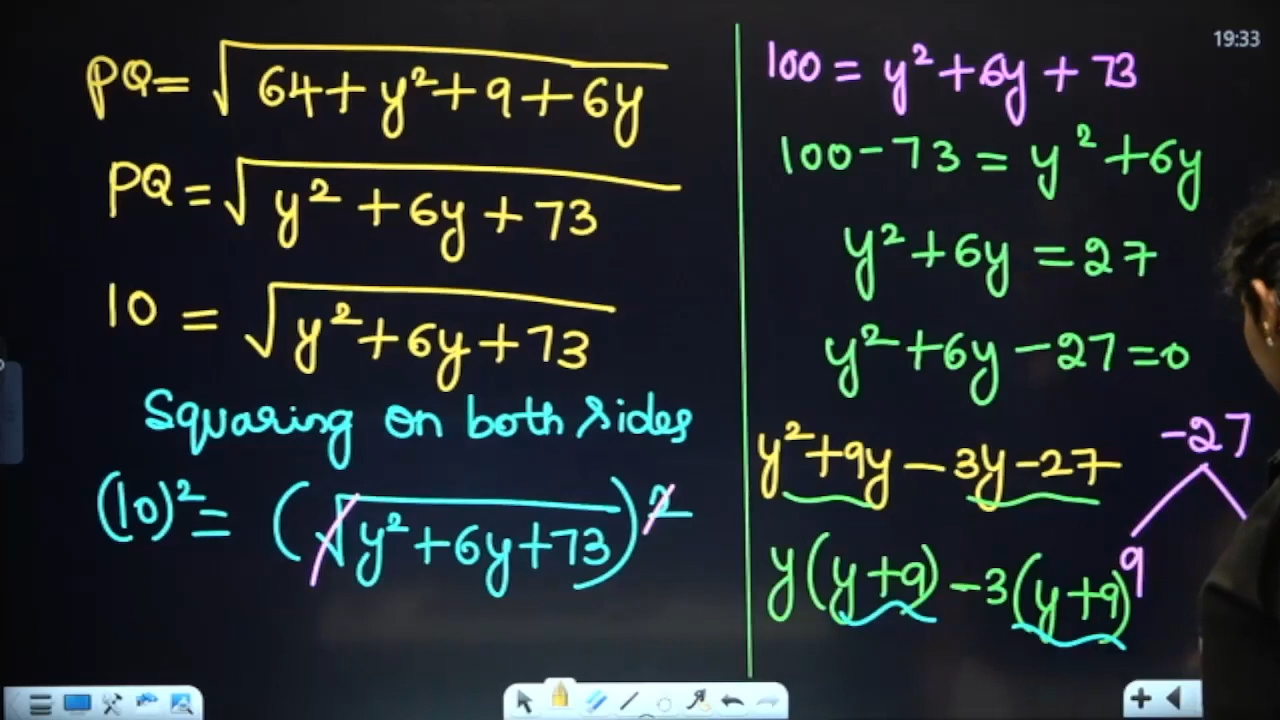 PQ = √64 + y² + 9 + 6y
PQ = √y² + 6y + 73
10 = √y² + 6y + 73
Squaring on both sides
(10)² = (√y² + 6y + 73)²
19:33
100 = y² + 6y + 73
100 - 73 = y² + 6y
y² + 6y = 27
y² + 6y - 27 = 0
y² + 9y - 3y - 27
-27
9
y(y + 9) - 3(y + 9)